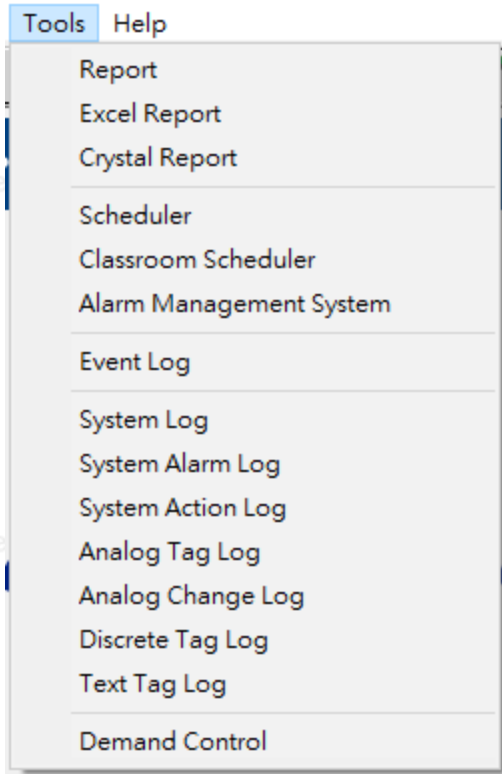 Tools Help
Report
Excel Report
Crystal Report
Scheduler
Classroom Scheduler
Alarm Management System
Event Log
System Log
System Alarm Log
System Action Log
Analog Tag Log
Analog Change Log
Discrete Tag Log
Text Tag Log
Demand Control